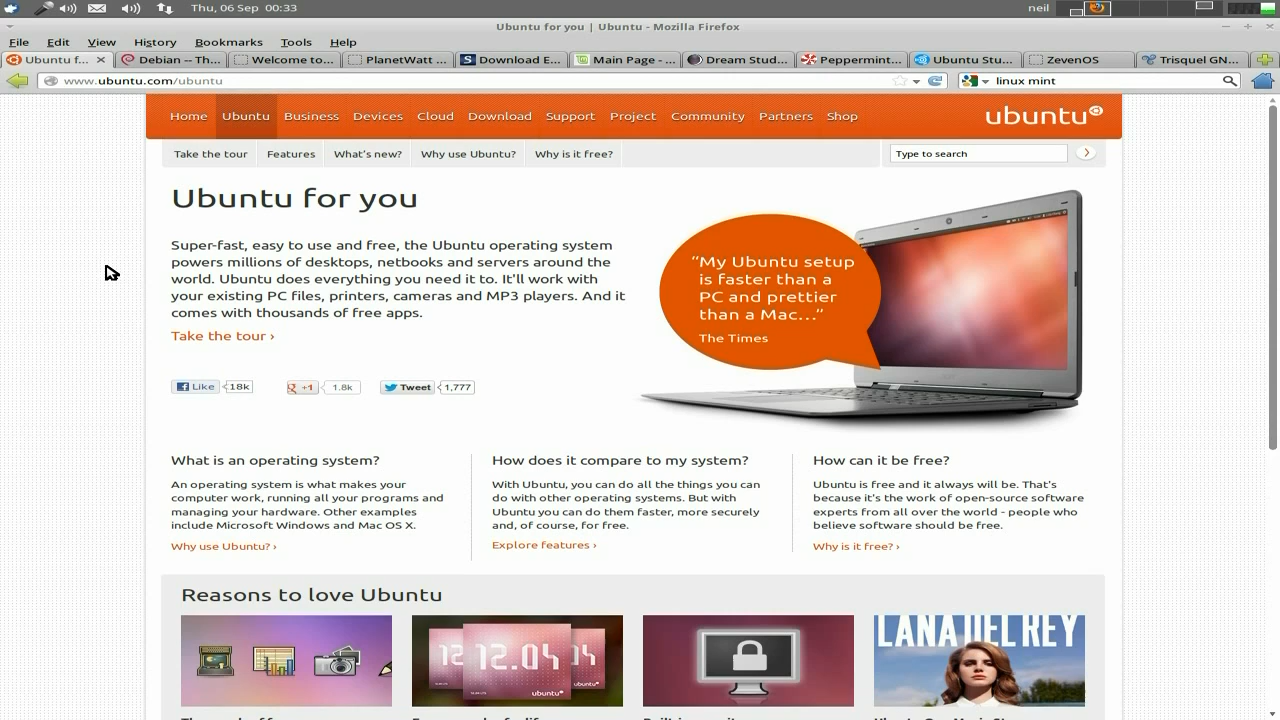 Thu, 06 Sep 00:33
neil
Ubuntu for you | Ubuntu - Mozilla Firefox
File Edit View History Bookmarks Tools Help
Ubuntu f... Debian -- Th... Welcome to... PlanetWatt ... Download E... Main Page - ... Dream Stud... Peppermint... Ubuntu Stu... ZevenOS Trisquel GN...
www.ubuntu.com/ubuntu
linux mint
Home Ubuntu Business Devices Cloud Download Support Project Community Partners Shop
ubuntu
Take the tour Features What's new? Why use Ubuntu? Why is it free?
Type to search
Ubuntu for you
Super-fast, easy to use and free, the Ubuntu operating system
powers millions of desktops, netbooks and servers around the
world. Ubuntu does everything you need it to. It'll work with
your existing PC files, printers, cameras and MP3 players. And it
comes with thousands of free apps.
Take the tour ›
Like 18k +1 1.8k Tweet 1,777
“My Ubuntu setup
is faster than a
PC and prettier
than a Mac...”
The Times
What is an operating system?
An operating system is what makes your
computer work, running all your programs and
managing your hardware. Other examples
include Microsoft Windows and Mac OS X.
Why use Ubuntu? ›
How does it compare to my system?
With Ubuntu, you can do all the things you can
do with other operating systems. But with
Ubuntu you can do them faster, more securely
and, of course, for free.
Explore features ›
How can it be free?
Ubuntu is free and it always will be. That's
because it's the work of open-source software
experts from all over the world - people who
believe software should be free.
Why is it free? ›
Reasons to love Ubuntu
12.04
ubuntu
LANA DEL REY